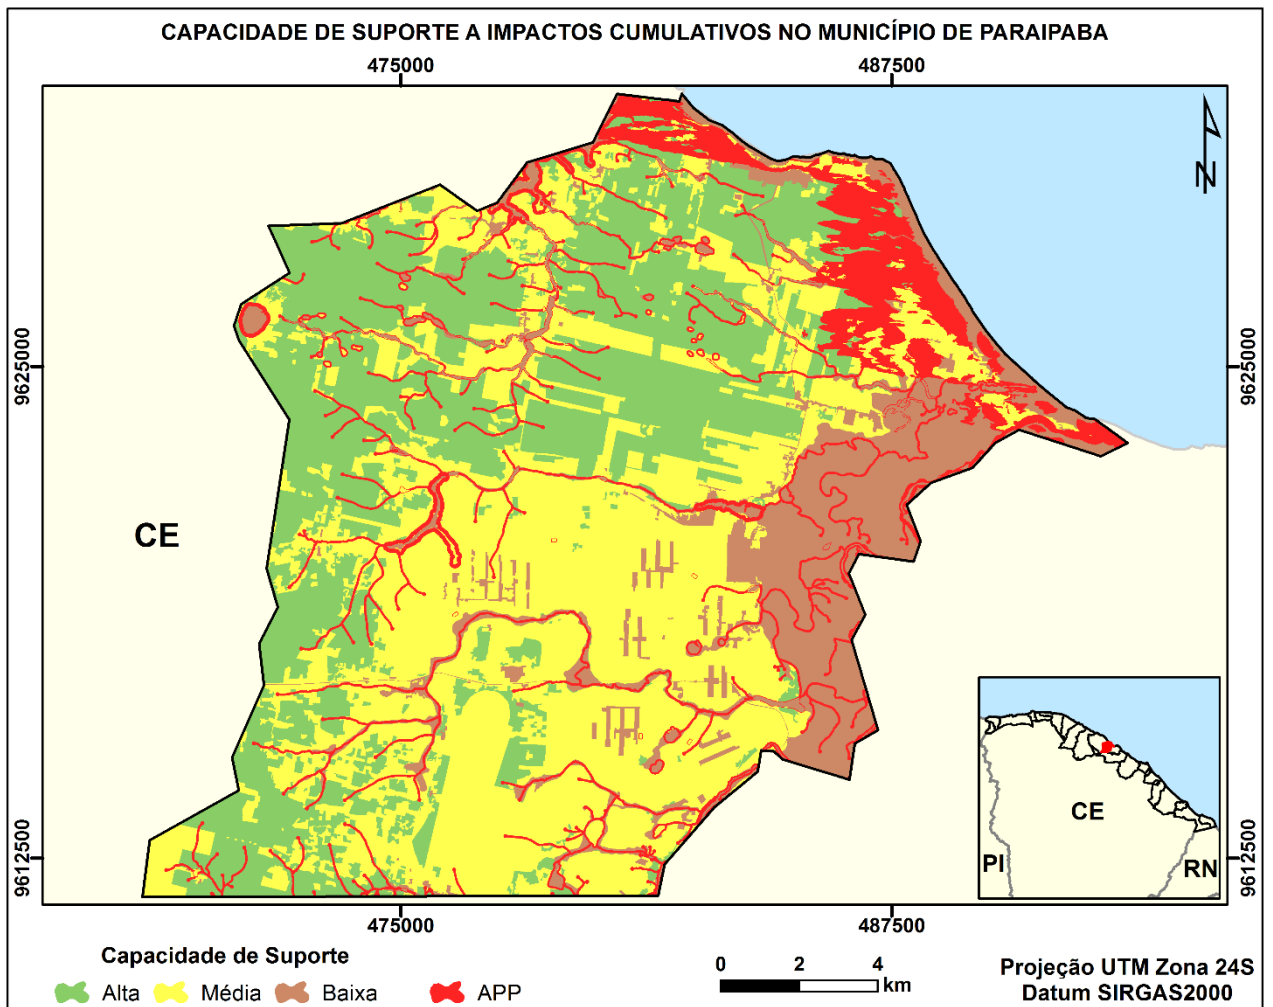 CAPACIDADE DE SUPORTE A IMPACTOS CUMULATIVOS NO MUNICÍPIO DE PARAIPABA
475000 487500
N
9625000 9625000
CE
CE
PI
RN
9612500 9612500
475000 487500
Capacidade de Suporte
Alta Média Baixa APP
0 2 4
km
Projeção UTM Zona 24S
Datum SIRGAS2000